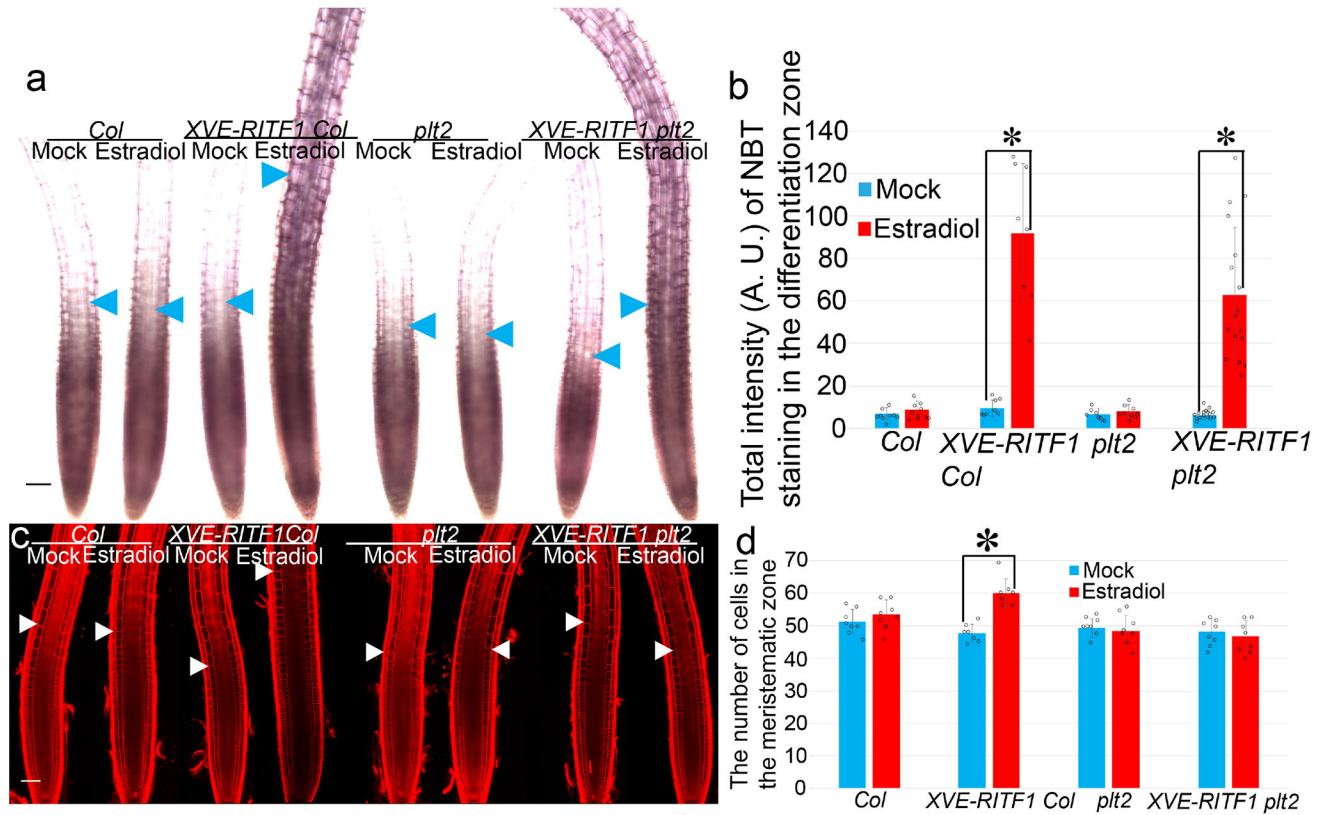 a
Col
XVE-RITF1 Col
plt2
XVE-RITF1 plt2
Mock Estradiol Mock Estradiol Mock Estradiol Mock Estradiol
b
Total intensity (A. U.) of NBT
staining in the differentiation zone
140
120
100
80
60
40
20
0
Mock
Estradiol
*
*
Col
XVE-RITF1
Col
plt2
XVE-RITF1
plt2
c
Col
XVE-RITF1Col
plt2
XVE-RITF1 plt2
Mock Estradiol Mock Estradiol Mock Estradiol Mock Estradiol
d
The number of cells in
the meristematic zone
70
60
50
40
30
20
10
0
*
Mock
Estradiol
Col
XVE-RITF1 Col
plt2
XVE-RITF1 plt2